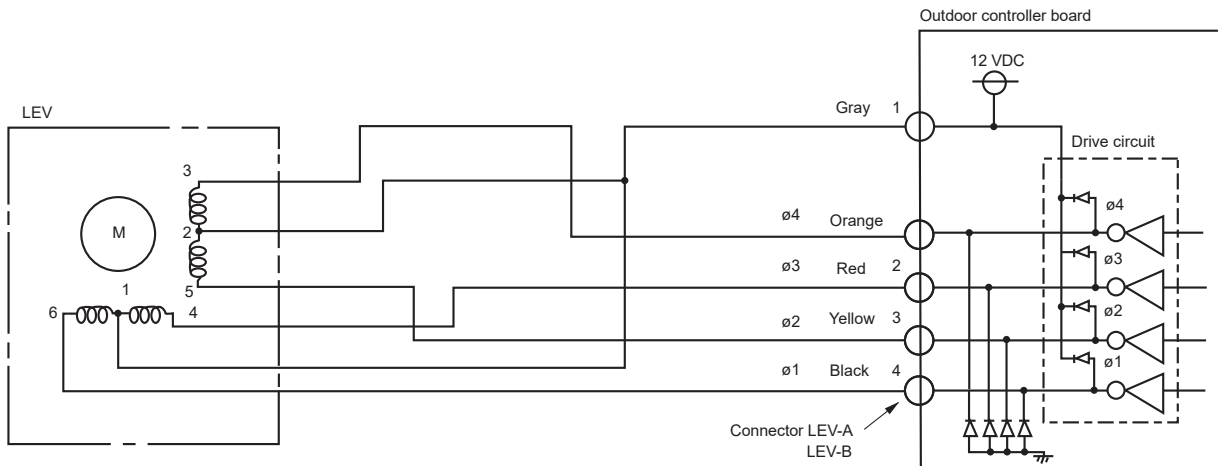 Outdoor controller board
12 VDC
LEV
Gray 1
Drive circuit
3
ø4
ø4 Orange
M
2
ø3
ø3 Red 2
5
1
6
4
ø2
ø2 Yellow 3
ø1
ø1 Black 4
Connector LEV-A
LEV-B